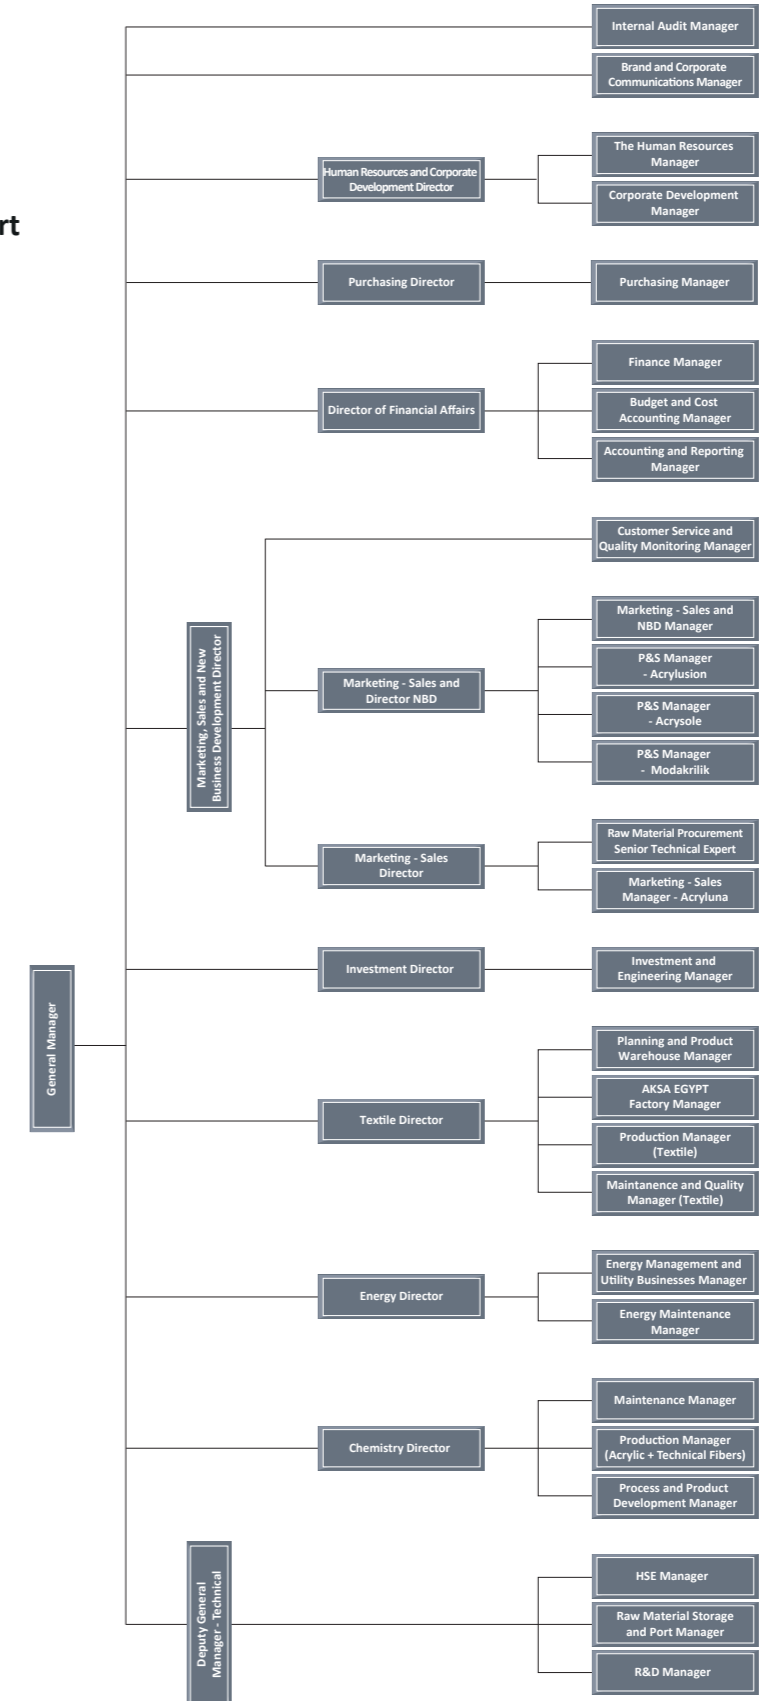 Internal Audit Manager
Brand and Corporate
Communications Manager
The Human Resources
Manager
Human Resources and Corporate
Development Director
Corporate Development
Manager
rt
Purchasing Director
Purchasing Manager
Finance Manager
Director of Financial Affairs
Budget and Cost
Accounting Manager
Accounting and Reporting
Manager
Customer Service and
Quality Monitoring Manager
Marketing, Sales and New
Business Development Director
Marketing - Sales and
Director NBD
Marketing - Sales and
NBD Manager
P&S Manager
- Acrylusion
P&S Manager
- Acrysole
P&S Manager
- Modakrilik
Marketing - Sales
Director
Raw Material Procurement
Senior Technical Expert
Marketing - Sales
Manager - Acryluna
General Manager
Investment Director
Investment and
Engineering Manager
Textile Director
Planning and Product
Warehouse Manager
AKSA EGYPT
Factory Manager
Production Manager
(Textile)
Maintanence and Quality
Manager (Textile)
Energy Director
Energy Management and
Utility Businesses Manager
Energy Maintenance
Manager
Chemistry Director
Maintenance Manager
Production Manager
(Acrylic + Technical Fibers)
Process and Product
Development Manager
Deputy General
Manager - Technical
HSE Manager
Raw Material Storage
and Port Manager
R&D Manager